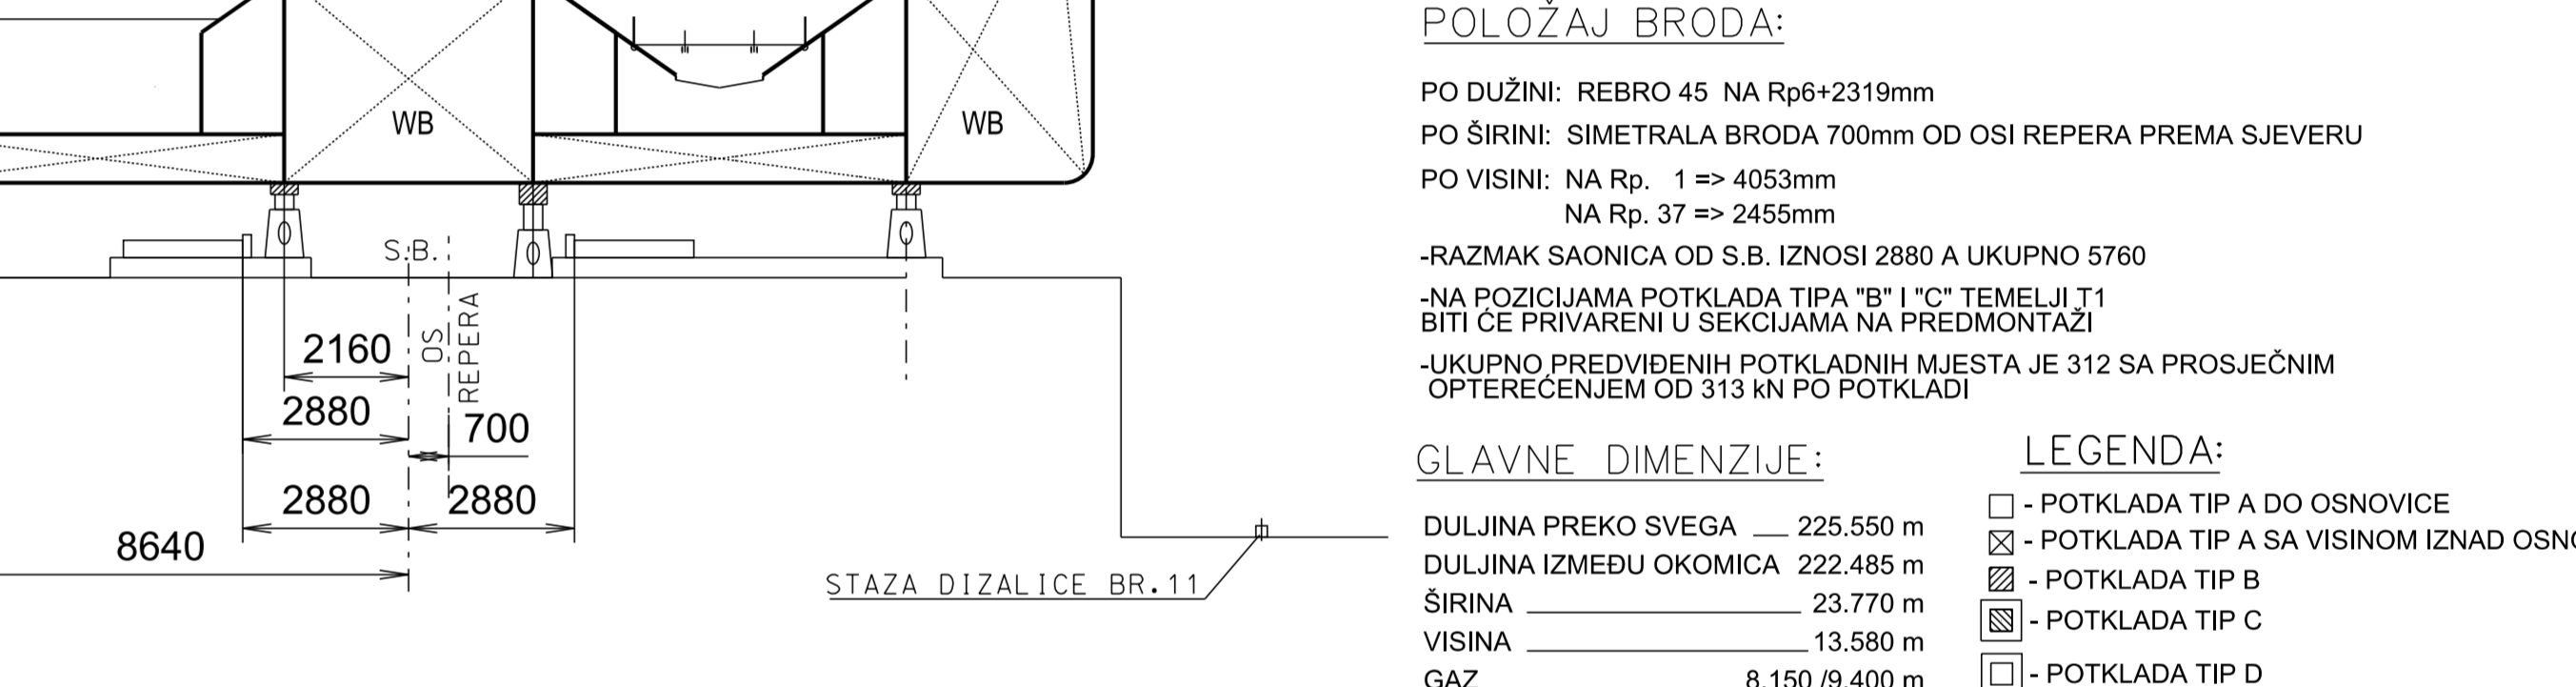 WB
WB
S.B.
OS
REPERA
2160
2880
700
2880
2880
8640
STAZA DIZALICE BR.11
POLOŽAJ BRODA:
PO DUŽINI: REBRO 45 NA Rp6+2319mm
PO ŠIRINI: SIMETRALA BRODA 700mm OD OSI REPERA PREMA SJEVERU
PO VISINI: NA Rp. 1 => 4053mm
NA Rp. 37 => 2455mm
-RAZMAK SAONICA OD S.B. IZNOSI 2880 A UKUPNO 5760
-NA POZICIJAMA POTKLADA TIPA "B" I "C" TEMELJI T1
BITI ĆE PRIVARENI U SEKCIJAMA NA PREDMONTAŽI
-UKUPNO PREDVIĐENIH POTKLADNIH MJESTA JE 312 SA PROSJEČNIM
OPTEREĆENJEM OD 313 kN PO POTKLADI
GLAVNE DIMENZIJE:
DULJINA PREKO SVEGA 225.550 m
DULJINA IZMEĐU OKOMICA 222.485 m
ŠIRINA 23.770 m
VISINA 13.580 m
GAZ 8.150 /9.400 m
LEGENDA:
- POTKLADA TIP A DO OSNOVICE
- POTKLADA TIP A SA VISINOM IZNAD
- POTKLADA TIP B
- POTKLADA TIP C
- POTKLADA TIP D